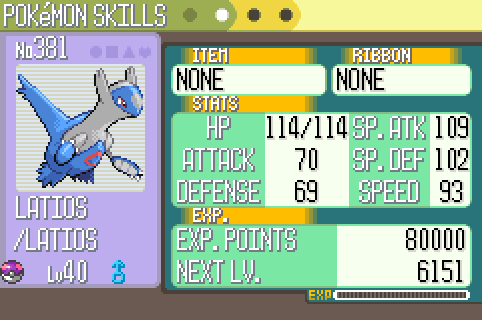 POKéMON SKILLS
No381
ITEM RIBBON
NONE NONE
STATS
HP 114/114 SP. ATK 109
ATTACK 70 SP. DEF 102
DEFENSE 69 SPEED 93
LATIOS
/LATIOS
Lv40 ♂
EXP.
EXP. POINTS 80000
NEXT LV. 6151
EXP